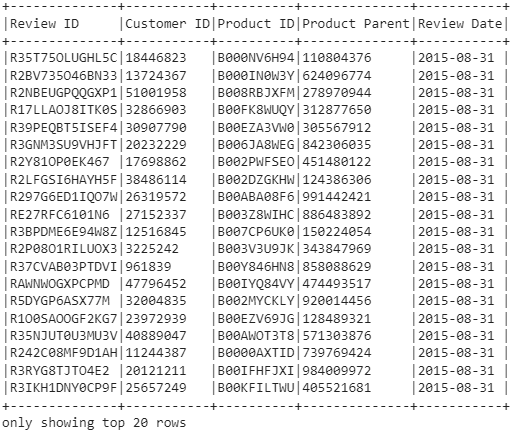 +--------------+-----------+----------+--------------+-----------+
|Review ID     |Customer ID|Product ID|Product Parent|Review Date|
+--------------+-----------+----------+--------------+-----------+
|R35T75OLUGHL5C|18446823   |B000NV6H94|110804376     |2015-08-31 |
|R2BV735O46BN33|13724367   |B000IN0W3Y|624096774     |2015-08-31 |
|R2NBEUGPQQGXP1|51001958   |B008RBJXFM|278970944     |2015-08-31 |
|R17LLAOJ8ITK0S|32866903   |B00FK8WUQY|312877650     |2015-08-31 |
|R39PEQBT5ISEF4|30907790   |B00EZA3VW0|305567912     |2015-08-31 |
|R3GNM3SU9VHJFT|20232229   |B006JA8WEG|842306035     |2015-08-31 |
|R2Y81OP0EK467 |17698862   |B002PWFSEO|451480122     |2015-08-31 |
|R2LFGSI6HAYH5F|38486114   |B002DZGKHW|124386306     |2015-08-31 |
|R297G6ED1IQO7W|26319572   |B00ABA08F6|991442421     |2015-08-31 |
|RE27RFC6101N6 |27152337   |B003Z8WIHC|886483892     |2015-08-31 |
|R3BPDME6E94W8Z|12516845   |B007CP6UK0|150224054     |2015-08-31 |
|R2P08O1RILUOX3|3225242    |B003V3U9JK|343847969     |2015-08-31 |
|R37CVAB03PTDVI|961839     |B00Y846HN8|858088629     |2015-08-31 |
|RAWNWOGXPCPMD |47796452   |B00IYQ84VY|474493517     |2015-08-31 |
|R5DYGP6ASX77M |32004835   |B002MYCKLY|920014456     |2015-08-31 |
|R1O0SAOOGF2KG7|23972939   |B00EZV69JG|128489321     |2015-08-31 |
|R35NJUT0U3MU3V|40889047   |B00AWOT3T8|571303876     |2015-08-31 |
|R242C08MF9D1AH|11244387   |B0000AXTID|739769424     |2015-08-31 |
|R3RYG8TJTO4E2 |20121211   |B00IFHFJXI|984009972     |2015-08-31 |
|R3IKH1DNY0CP9F|25657249   |B00KFILTWU|405521681     |2015-08-31 |
+--------------+-----------+----------+--------------+-----------+
only showing top 20 rows